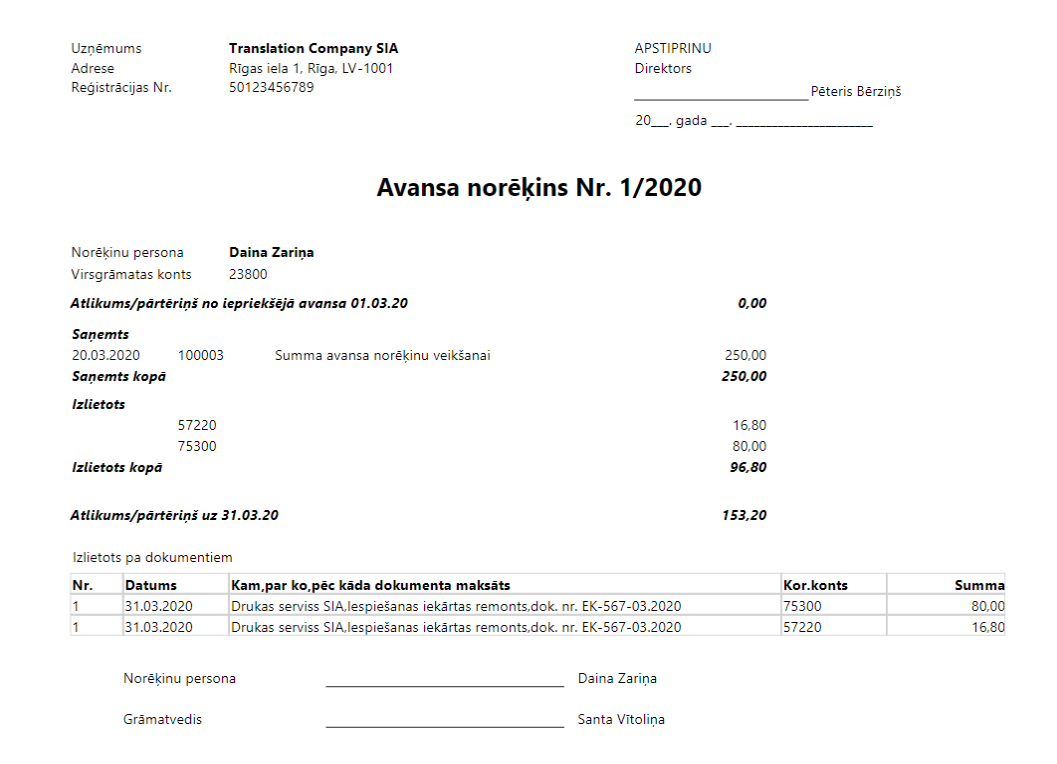 Uzņēmums Translation Company SIA APSTIPRINU
Adrese Rīgas iela 1, Rīga, LV-1001 Direktors
Reģistrācijas Nr. 50123456789
_______________________ Pēteris Bērziņš
20___. gada ___. _______________________
Avansa norēķins Nr. 1/2020
Norēķinu persona Daina Zariņa
Virsgrāmatas konts 23800
Atlikums/pārtēriņš no iepriekšējā avansa 01.03.20 0,00
Saņemts
20.03.2020 100003 Summa avansa norēķinu veikšanai 250,00
Saņemts kopā 250,00
Izlietots
57220 16,80
75300 80,00
Izlietots kopā 96,80
Atlikums/pārtēriņš uz 31.03.20 153,20
Izlietots pa dokumentiem
Nr. Datums Kam,par ko,pēc kāda dokumenta maksāts Kor.konts Summa
1 31.03.2020 Drukas serviss SIA,Iespiešanas iekārtas remonts,dok. nr. EK-567-03.2020 75300 80,00
1 31.03.2020 Drukas serviss SIA,Iespiešanas iekārtas remonts,dok. nr. EK-567-03.2020 57220 16,80
Norēķinu persona _______________________ Daina Zariņa
Grāmatvedis _______________________ Santa Vītoliņa